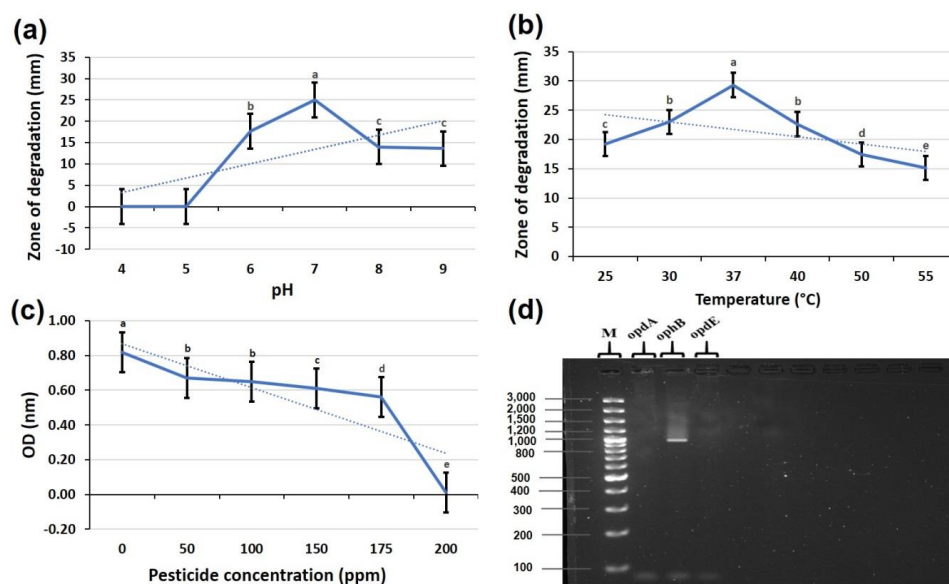 (a)
Zone of degradation (mm)
35
30
25
20
15
10
5
0
-5
-10
b
a
c
c
4 5 6 7 8 9
pH
(b)
Zone of degradation (mm)
35
30
25
20
15
10
5
0
c
b
a
b
d
e
25 30 37 40 50 55
Temperature (°C)
(c)
OD (nm)
1.00
0.80
0.60
0.40
0.20
0.00
-0.20
a
b
b
c
d
e
0 50 100 150 175 200
Pesticide concentration (ppm)
(d)
M opdA ophB opdE
3,000
2,000
1,500
1,200
1,000
800
500
400
300
200
100